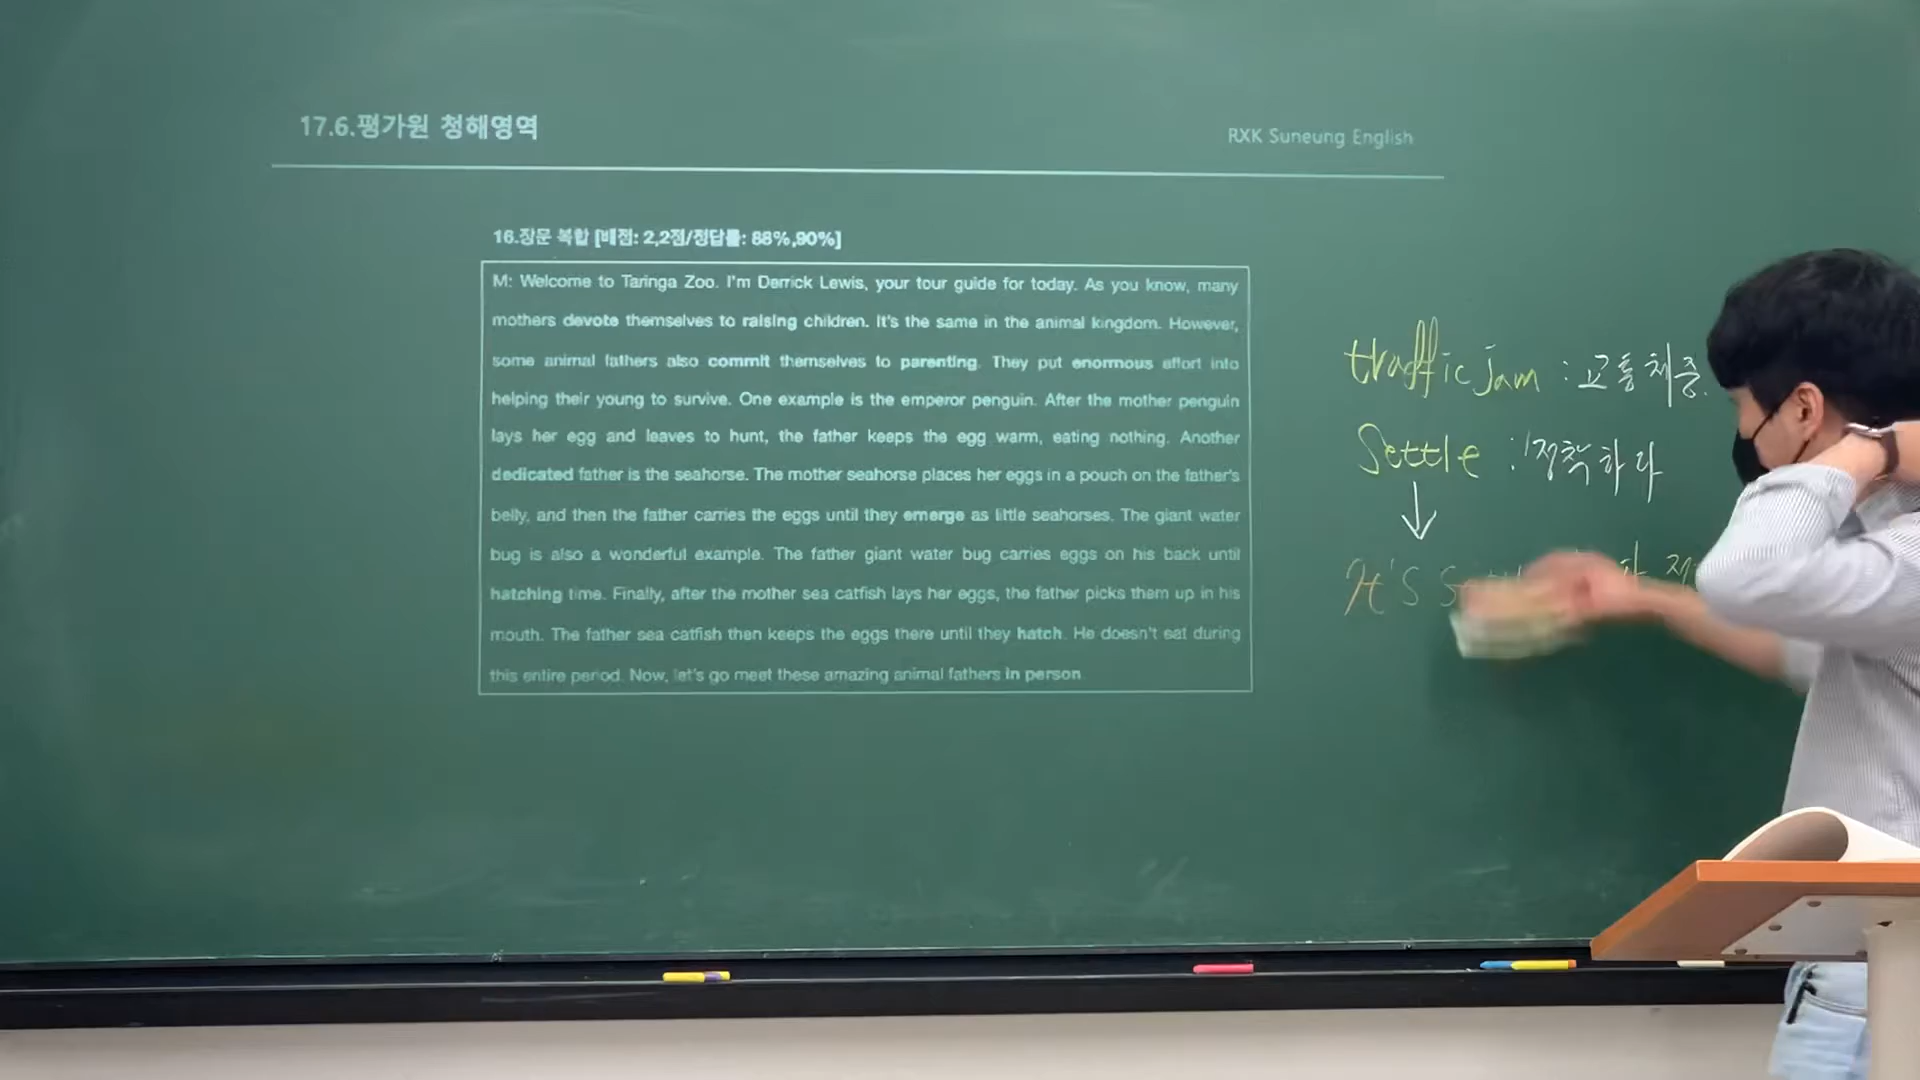 17.6.평가원 청해영역
RXK Suneung English
16.장문 복합 [배점: 2,2점/정답률: 88%,90%]
M: Welcome to Taringa Zoo. I'm Derrick Lewis, your tour guide for today. As you know, many
mothers devote themselves to raising children. It's the same in the animal kingdom. However,
some animal fathers also commit themselves to parenting. They put enormous effort into
helping their young to survive. One example is the emperor penguin. After the mother penguin
lays her egg and leaves to hunt, the father keeps the egg warm, eating nothing. Another
dedicated father is the seahorse. The mother seahorse places her eggs in a pouch on the father's
belly, and then the father carries the eggs until they emerge as little seahorses. The giant water
bug is also a wonderful example. The father giant water bug carries eggs on his back until
hatching time. Finally, after the mother sea catfish lays her eggs, the father picks them up in his
mouth. The father sea catfish then keeps the eggs there until they hatch. He doesn't eat during
this entire period. Now, let's go meet these amazing animal fathers in person.
traffic jam : 교통체증.
Settle : 정착하다
It's